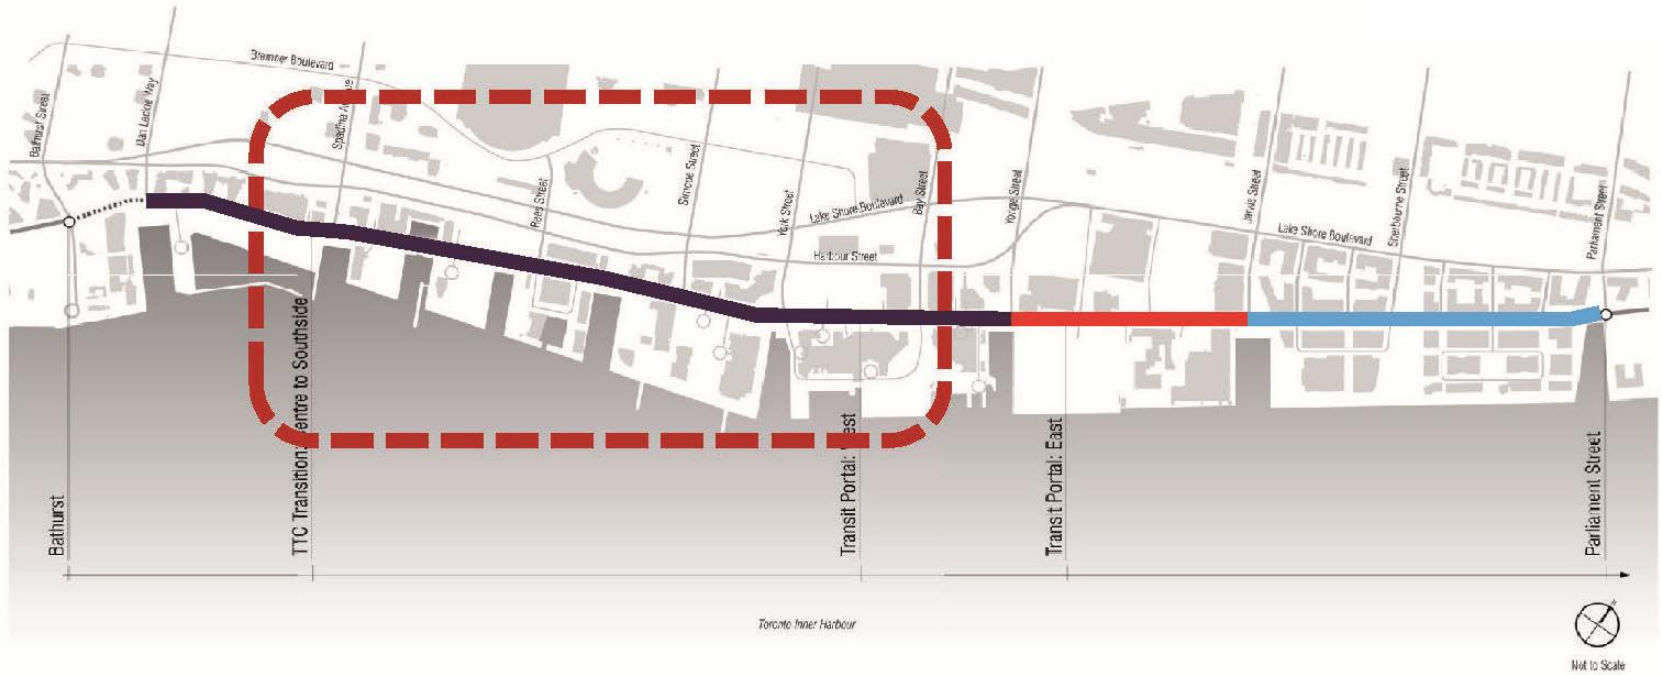 Bremner Boulevard
Bathurst Street
Dan Leckie Way
Spadina Avenue
Rees Street
Simcoe Street
York Street
Lake Shore Boulevard
Bay Street
Yonge Street
Harbour Street
Jarvis Street
Lake Shore Boulevard
Sherbourne Street
Parliament Street
Bathurst
TTC Transition: Centre to Southside
Transit Portal: West
Transit Portal: East
Parliament Street
Toronto Inner Harbour
N
Not to Scale